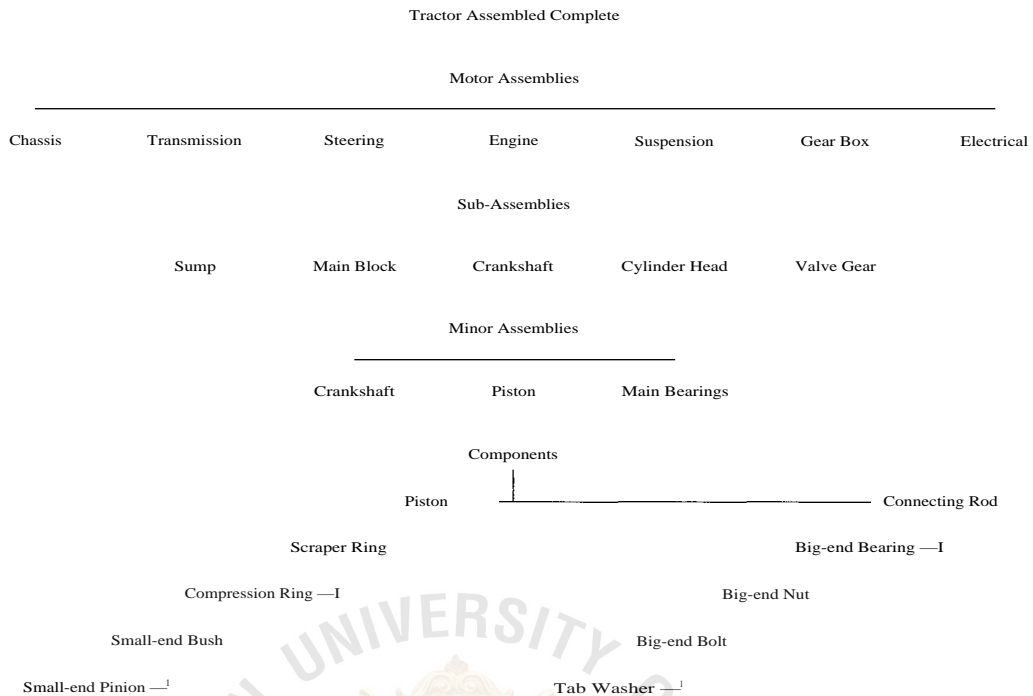 Tractor Assembled Complete
Motor Assemblies
Chassis Transmission Steering Engine Suspension Gear Box Electrical
Sub-Assemblies
Sump Main Block Crankshaft Cylinder Head Valve Gear
Minor Assemblies
Crankshaft Piston Main Bearings
Components
Piston Connecting Rod
Scraper Ring Big-end Bearing —I
Compression Ring —I Big-end Nut
Small-end Bush Big-end Bolt
Small-end Pinion —¹ Tab Washer —¹
UNIVERSITY